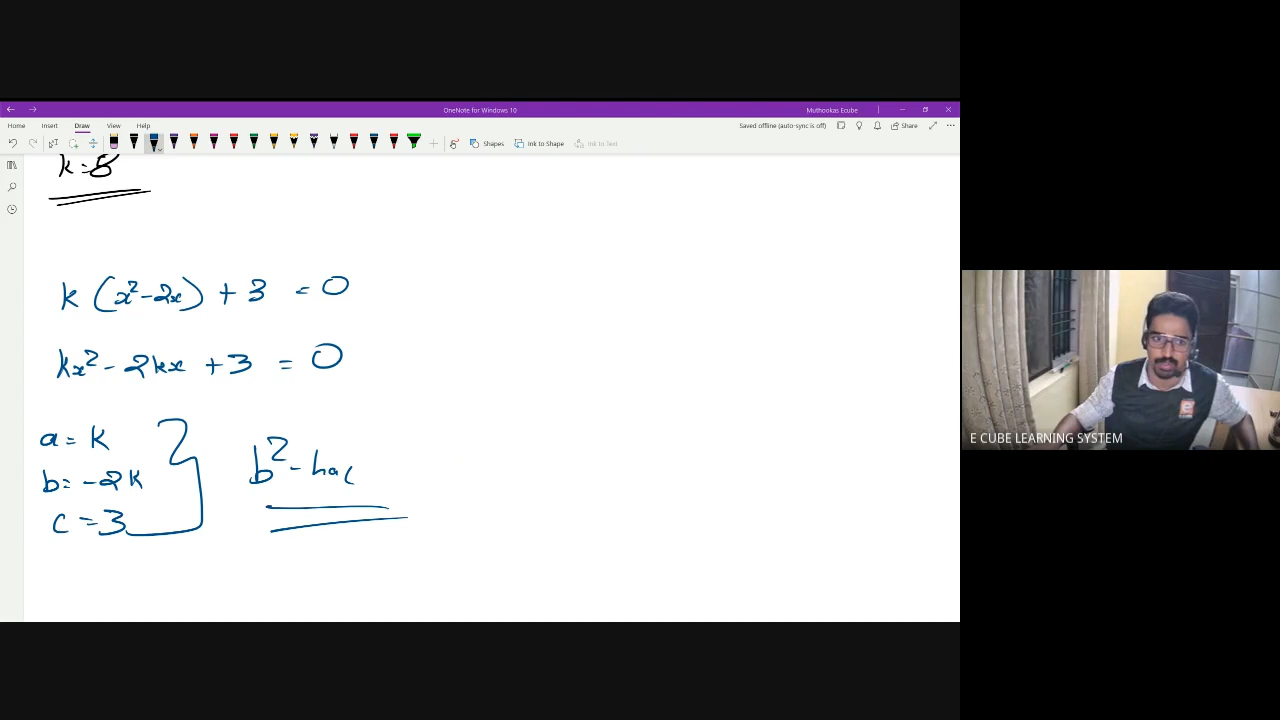 OneNote for Windows 10
Muthookas Ecube
Home Insert Draw View Help
Saved offline (auto-sync is off) Share
Shapes Ink to Shape Ink to Text
k = 5
k (x² - 2x) + 3 = 0
kx² - 2kx + 3 = 0
a = k
b = -2k
c = 3
b² - 4ac
E CUBE LEARNING SYSTEM